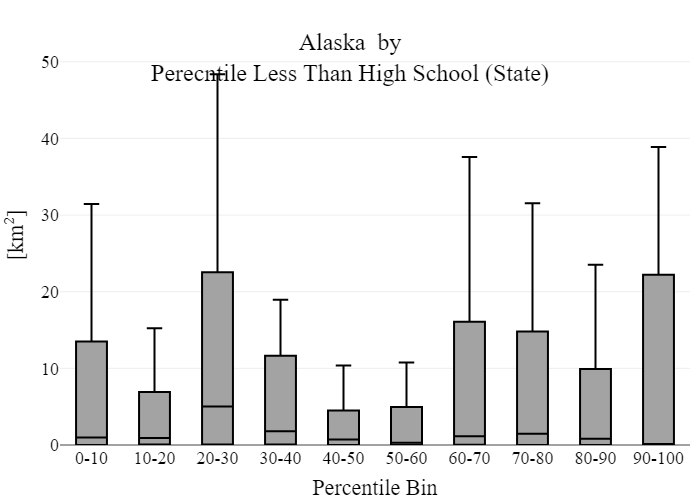 Alaska  by
Perecntile Less Than High School (State)
50
40
30
20
10
0
[km²]
0-10 10-20 20-30 30-40 40-50 50-60 60-70 70-80 80-90 90-100
Percentile Bin